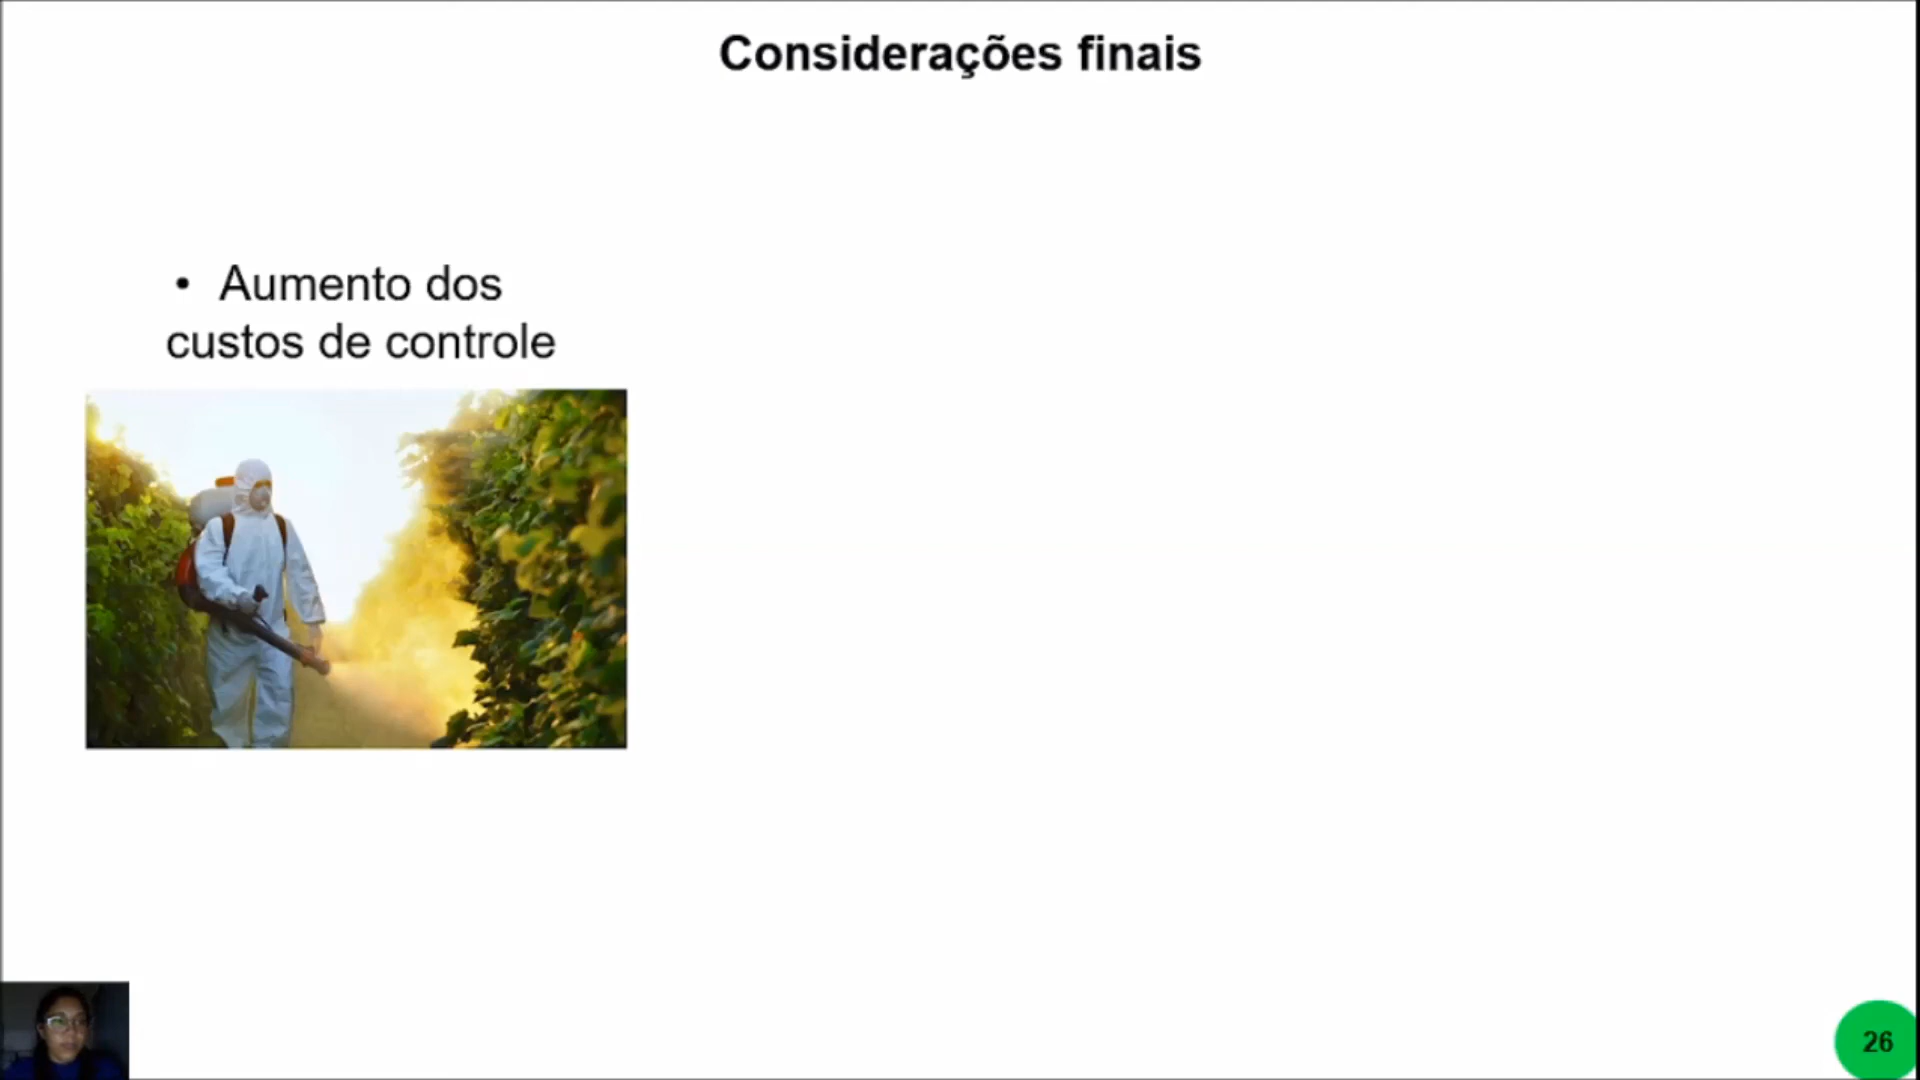 Considerações finais
• Aumento dos
custos de controle
26